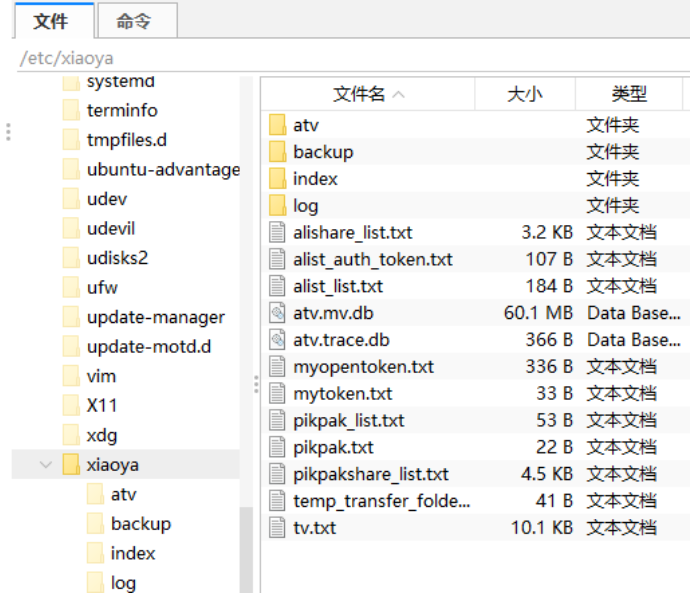 文件 命令
/etc/xiaoya
systemd
terminfo
tmpfiles.d
ubuntu-advantage
udev
udevil
udisks2
ufw
update-manager
update-motd.d
vim
X11
xdg
xiaoya
atv
backup
index
log
文件名 大小 类型
atv 文件夹
backup 文件夹
index 文件夹
log 文件夹
alishare_list.txt 3.2 KB 文本文档
alist_auth_token.txt 107 B 文本文档
alist_list.txt 184 B 文本文档
atv.mv.db 60.1 MB Data Base...
atv.trace.db 366 B Data Base...
myopentoken.txt 336 B 文本文档
mytoken.txt 33 B 文本文档
pikpak_list.txt 53 B 文本文档
pikpak.txt 22 B 文本文档
pikpakshare_list.txt 4.5 KB 文本文档
temp_transfer_folde... 41 B 文本文档
tv.txt 10.1 KB 文本文档